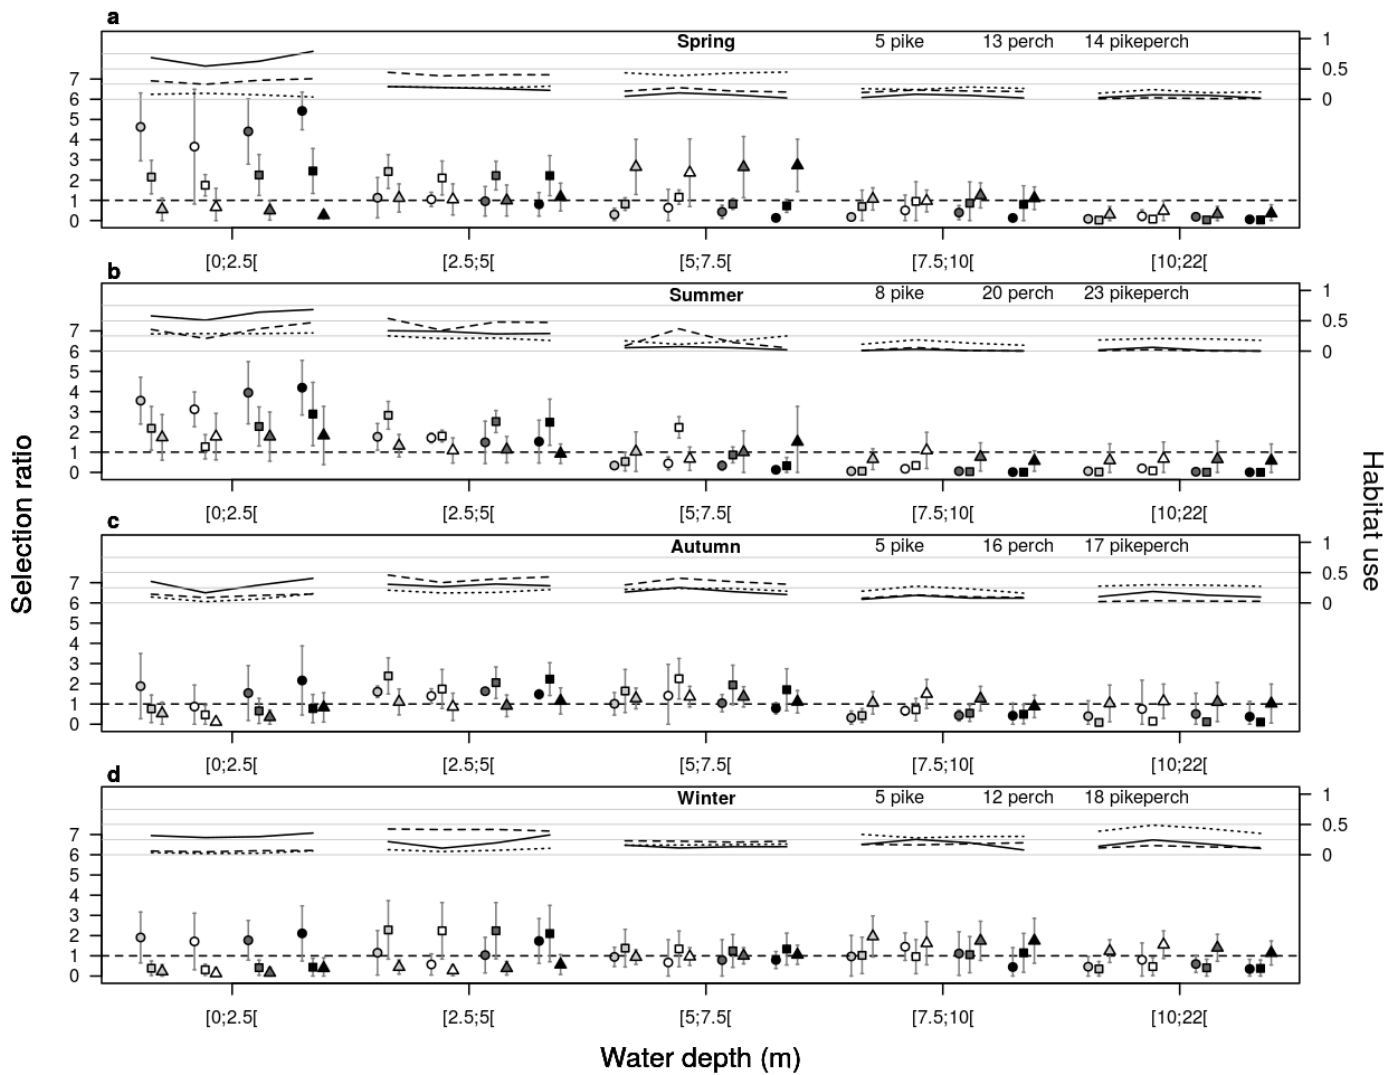 a
Spring 5 pike 13 perch 14 pikeperch
7
6
5
4
3
2
1
0
1
0.5
0
[0;2.5[ [2.5;5[ [5;7.5[ [7.5;10[ [10;22[
b
Summer 8 pike 20 perch 23 pikeperch
7
6
5
4
3
2
1
0
1
0.5
0
[0;2.5[ [2.5;5[ [5;7.5[ [7.5;10[ [10;22[
c
Autumn 5 pike 16 perch 17 pikeperch
7
6
5
4
3
2
1
0
1
0.5
0
[0;2.5[ [2.5;5[ [5;7.5[ [7.5;10[ [10;22[
d
Winter 5 pike 12 perch 18 pikeperch
7
6
5
4
3
2
1
0
1
0.5
0
[0;2.5[ [2.5;5[ [5;7.5[ [7.5;10[ [10;22[
Selection ratio
Habitat use
Water depth (m)